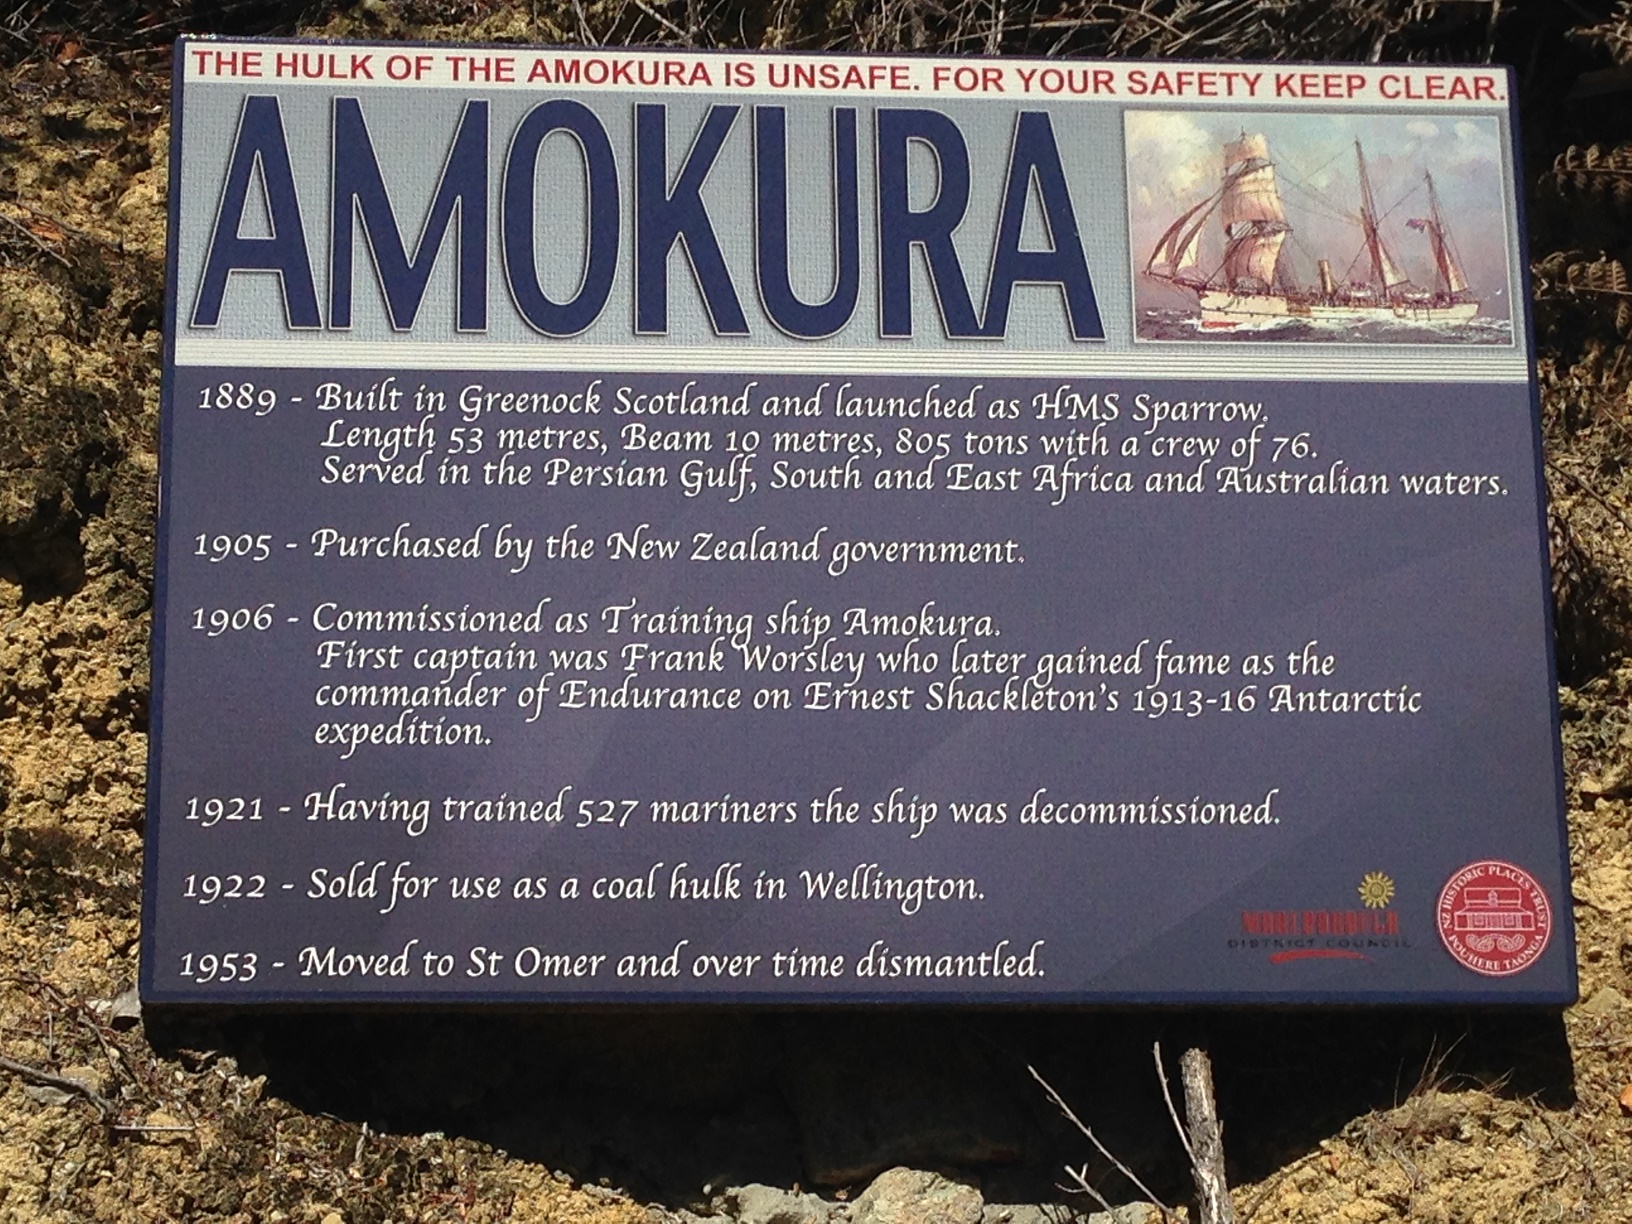 THE HULK OF THE AMOKURA IS UNSAFE. FOR YOUR SAFETY KEEP CLEAR.
AMOKURA
1889 - Built in Greenock Scotland and launched as HMS Sparrow.
Length 53 metres, Beam 10 metres, 805 tons with a crew of 76.
Served in the Persian Gulf, South and East Africa and Australian waters.
1905 - Purchased by the New Zealand government.
1906 - Commissioned as Training ship Amokura.
First captain was Frank Worsley who later gained fame as the
commander of Endurance on Ernest Shackleton's 1913-16 Antarctic
expedition.
1921 - Having trained 527 mariners the ship was decommissioned.
1922 - Sold for use as a coal hulk in Wellington.
1953 - Moved to St Omer and over time dismantled.
MARLBOROUGH
DISTRICT COUNCIL
NZ HISTORIC PLACES TRUST
POUHERE TAONGA